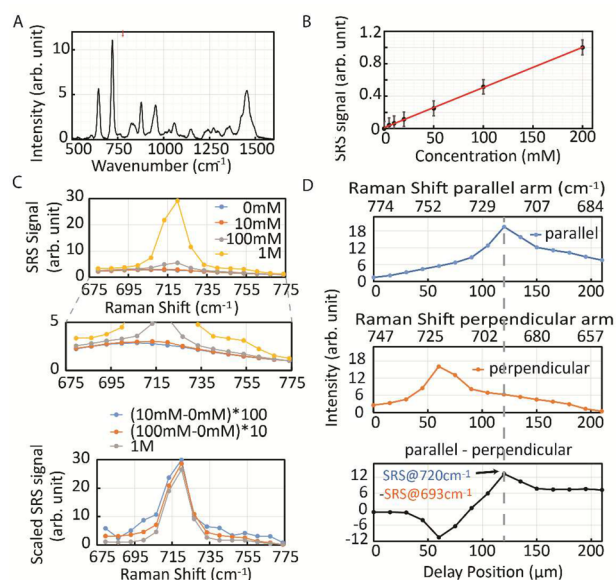 A
Intensity (arb. unit)
10
5
0
500
750
1000
1250
1500
Wavenumber (cm-1)
B
SRS signal (arb. unit)
1.2
0.8
0.4
0
0
50
100
150
200
Concentration (mM)
C
SRS Signal
(arb. unit)
30
20
10
0
0mM
10mM
100mM
1M
675 695 715 735 755 775
Raman Shift (cm-1)
5
0
675 695 715 735 755 775
(10mM-0mM)*100
(100mM-0mM)*10
1M
Scaled SRS signal
(arb. unit)
30
20
10
0
675 695 715 735 755 775
Raman Shift (cm-1)
D
Raman Shift parallel arm (cm-1)
774 752 729 707 684
18
12
6
0
parallel
0 50 100 150 200
Raman Shift perpendicular arm
747 725 702 680 657
Intensity (arb. unit)
18
12
6
0
perpendicular
0 50 100 150 200
parallel - perpendicular
12
6
0
-6
-12
SRS@720cm-1
-SRS@693cm-1
0 50 100 150 200
Delay Position (μm)